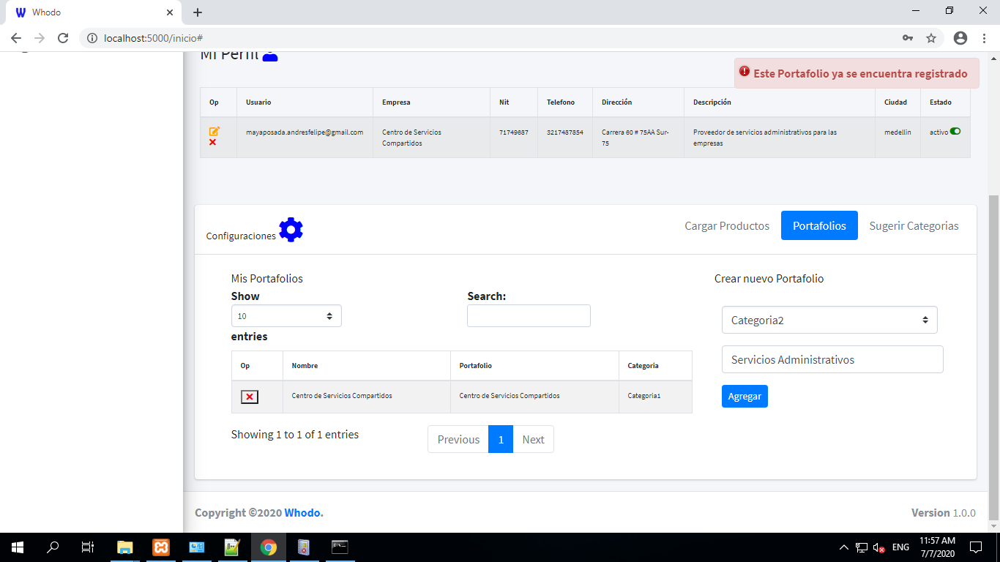 Whodo
localhost:5000/inicio#
Mi Perfil
Este Portafolio ya se encuentra registrado
Op Usuario Empresa Nit Telefono Dirección Descripción Ciudad Estado
mayaposada.andresfelipe@gmail.com Centro de Servicios 71749687 3217487854 Carrera 60 # 75AA Sur- Proveedor de servicios administrativos para las medellin activo
Compartidos 75 empresas
Configuraciones
Cargar Productos Portafolios Sugerir Categorias
Mis Portafolios
Show Search:
10
entries
Op Nombre Portafolio Categoria
Centro de Servicios Compartidos Centro de Servicios Compartidos Categoria1
Showing 1 to 1 of 1 entries
Previous 1 Next
Crear nuevo Portafolio
Categoria2
Servicios Administrativos
Agregar
Copyright ©2020 Whodo.
Version 1.0.0
ENG
11:57 AM
7/7/2020